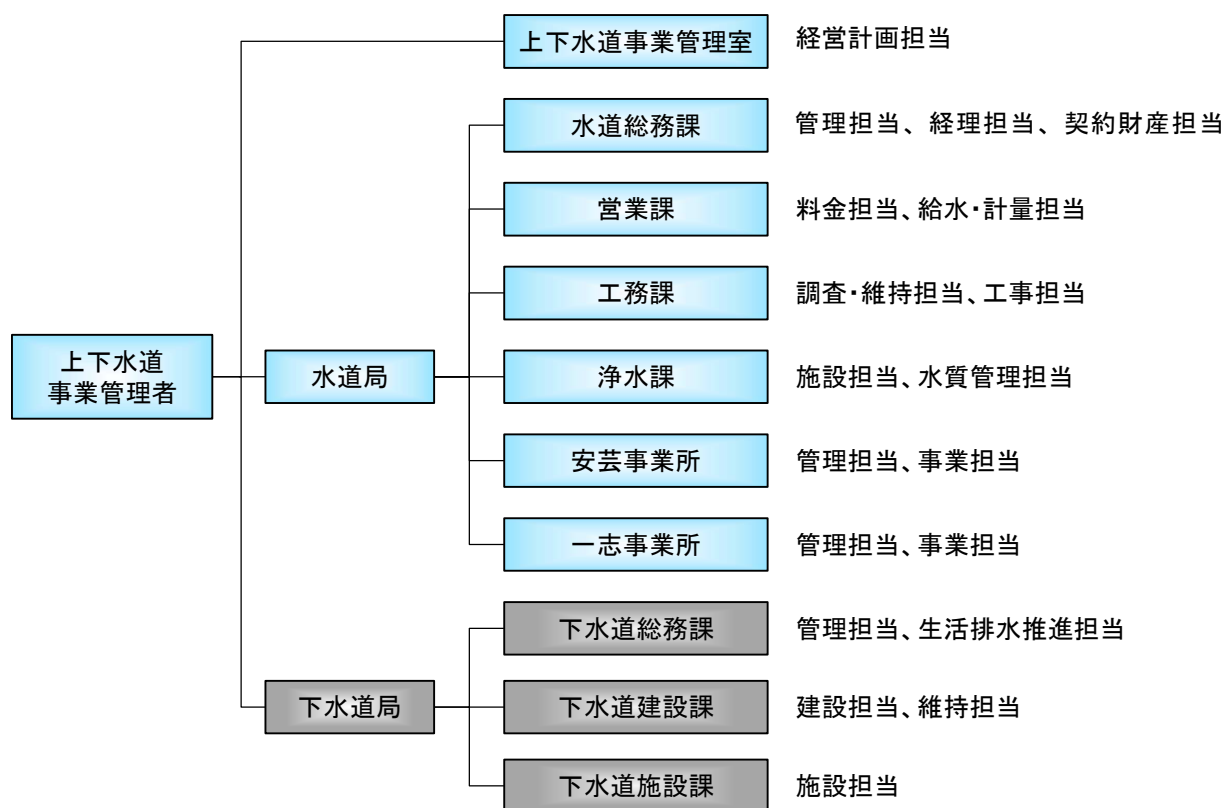 上下水道事業管理室 経営計画担当
水道総務課 管理担当、経理担当、契約財産担当
営業課 料金担当、給水・計量担当
工務課 調査・維持担当、工事担当
上下水道
事業管理者
水道局
浄水課 施設担当、水質管理担当
安芸事業所 管理担当、事業担当
一志事業所 管理担当、事業担当
下水道総務課 管理担当、生活排水推進担当
下水道局
下水道建設課 建設担当、維持担当
下水道施設課 施設担当